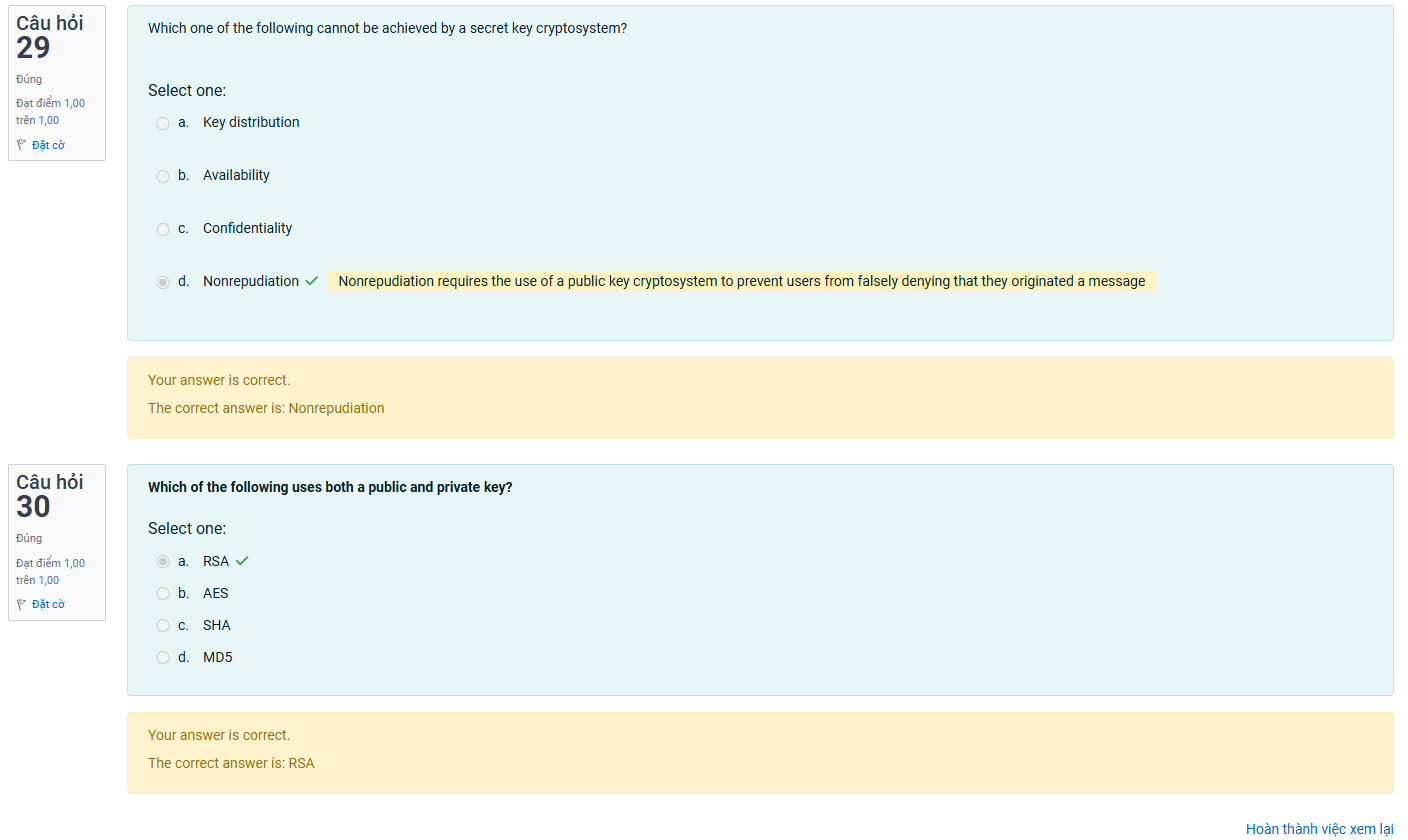 Câu hỏi
29
Đúng
Đạt điểm 1,00
trên 1,00
Đặt cờ
Which one of the following cannot be achieved by a secret key cryptosystem?
Select one:
a. Key distribution
b. Availability
c. Confidentiality
d. Nonrepudiation Nonrepudiation requires the use of a public key cryptosystem to prevent users from falsely denying that they originated a message
Your answer is correct.
The correct answer is: Nonrepudiation
Câu hỏi
30
Đúng
Đạt điểm 1,00
trên 1,00
Đặt cờ
Which of the following uses both a public and private key?
Select one:
a. RSA
b. AES
c. SHA
d. MD5
Your answer is correct.
The correct answer is: RSA
Hoàn thành việc xem lại